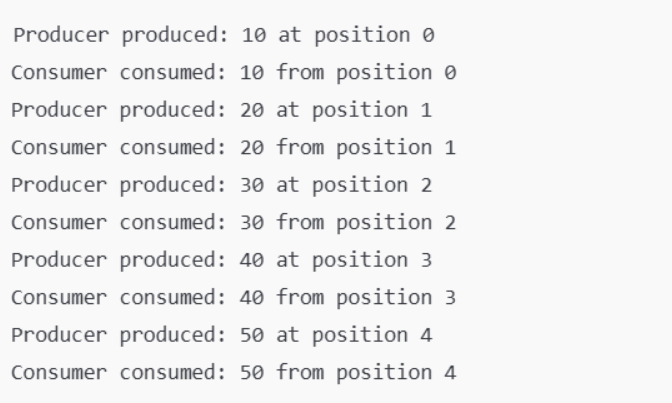 Producer produced: 10 at position 0
Consumer consumed: 10 from position 0
Producer produced: 20 at position 1
Consumer consumed: 20 from position 1
Producer produced: 30 at position 2
Consumer consumed: 30 from position 2
Producer produced: 40 at position 3
Consumer consumed: 40 from position 3
Producer produced: 50 at position 4
Consumer consumed: 50 from position 4